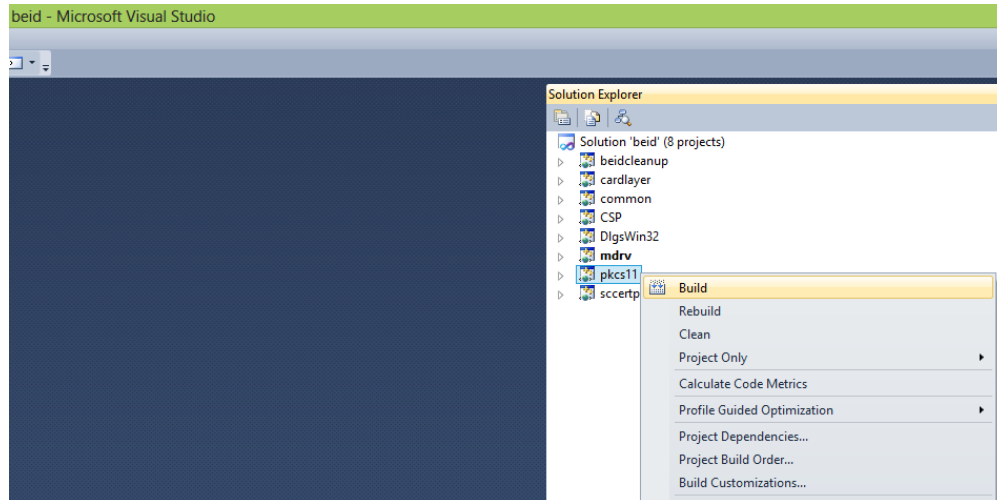 beid - Microsoft Visual Studio
Solution Explorer
Solution 'beid' (8 projects)
beidcleanup
cardlayer
common
CSP
DlgsWin32
mdrv
pkcs11
sccertp
Build
Rebuild
Clean
Project Only
Calculate Code Metrics
Profile Guided Optimization
Project Dependencies...
Project Build Order...
Build Customizations...